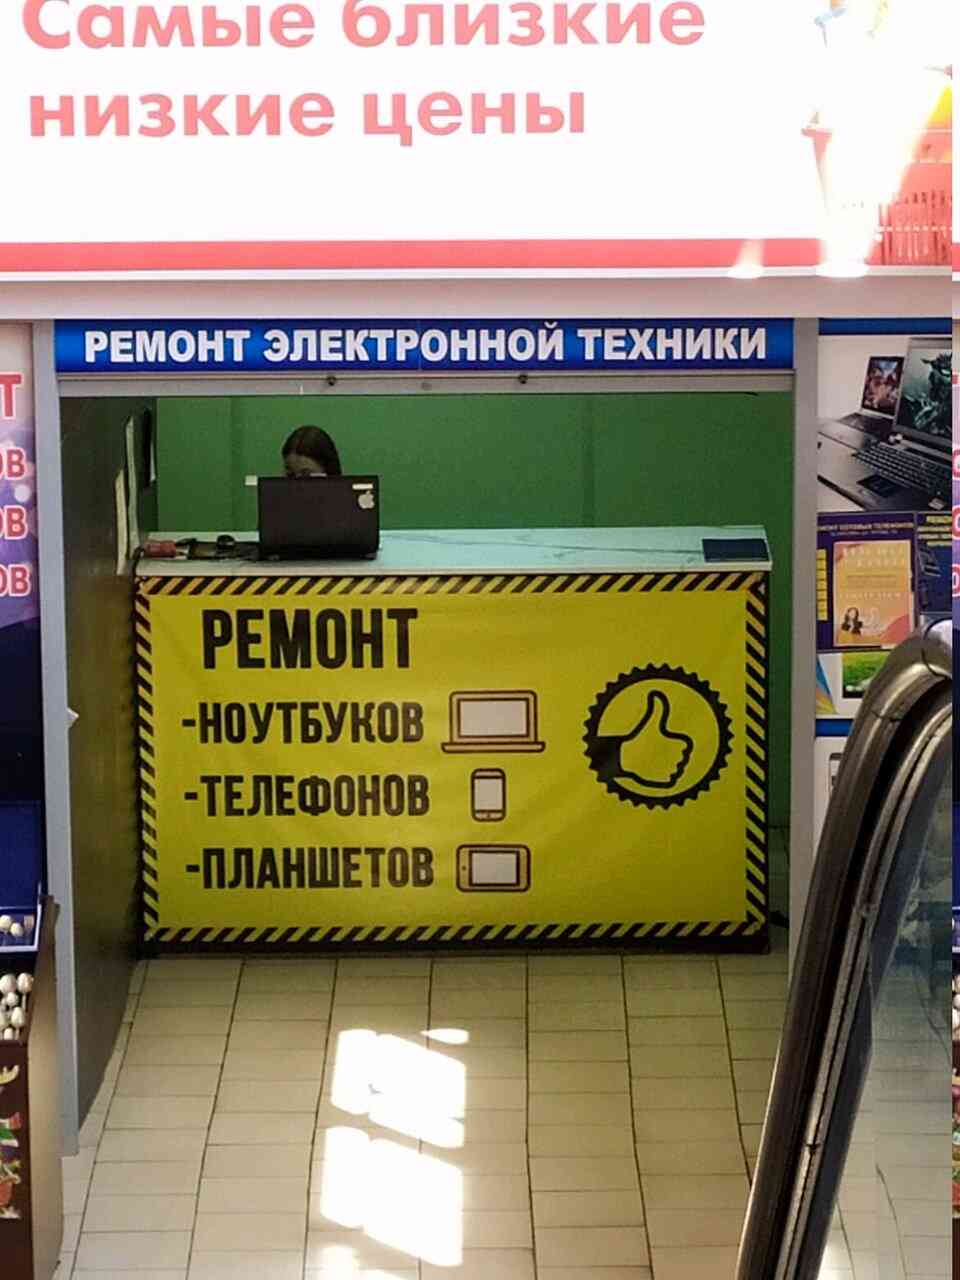 Самые близкие
низкие цены
РЕМОНТ ЭЛЕКТРОННОЙ ТЕХНИКИ
РЕМОНТ
-НОУТБУКОВ
-ТЕЛЕФОНОВ
-ПЛАНШЕТОВ